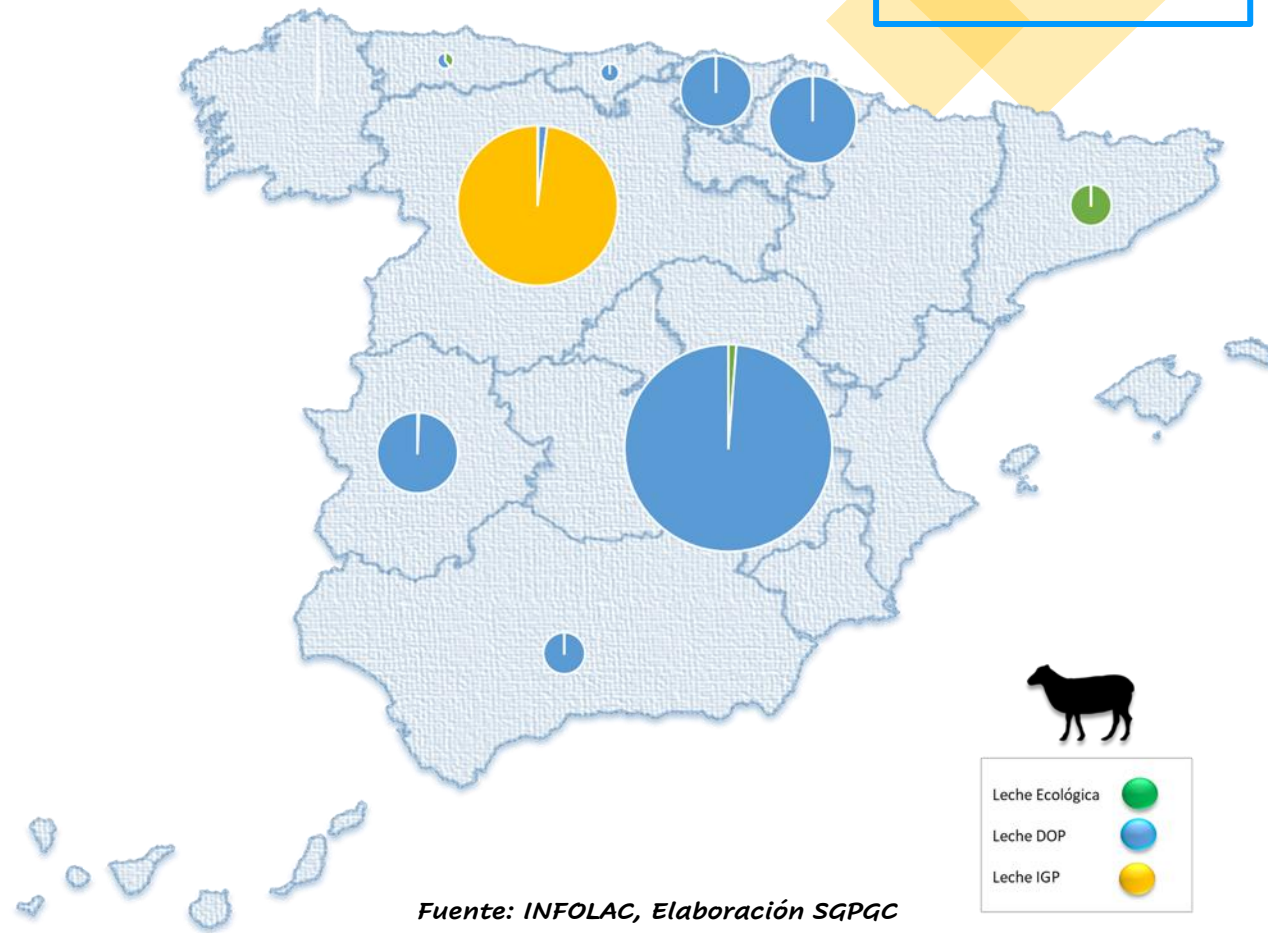 Leche Ecológica
Leche DOP
Leche IGP
Fuente: INFOLAC, Elaboración SGPGC